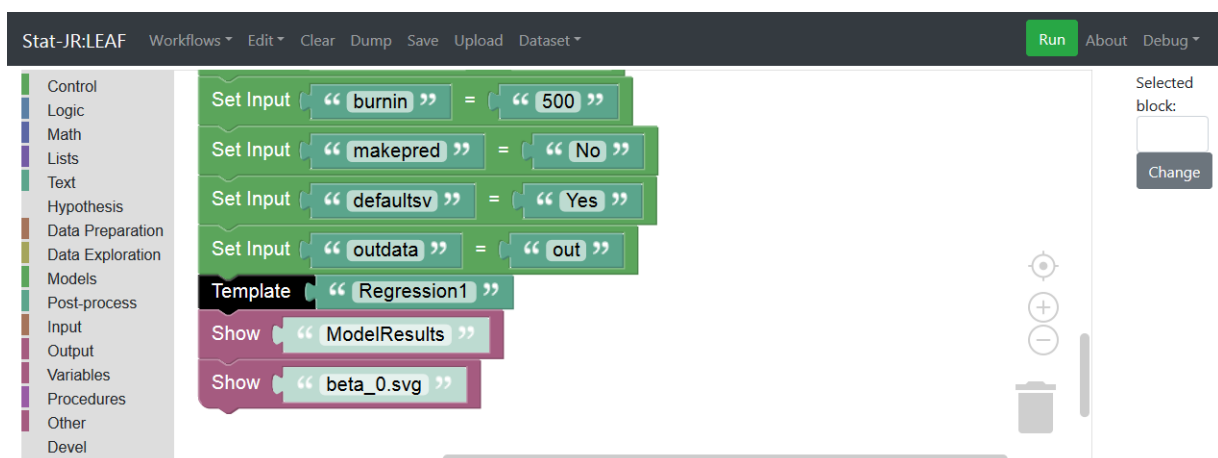 Stat-JR:LEAF Workflows Edit Clear Dump Save Upload Dataset Run About Debug
Control
Logic
Math
Lists
Text
Hypothesis
Data Preparation
Data Exploration
Models
Post-process
Input
Output
Variables
Procedures
Other
Devel
Set Input “ burnin ” = “ 500 ”
Set Input “ makepred ” = “ No ”
Set Input “ defaultsv ” = “ Yes ”
Set Input “ outdata ” = “ out ”
Template “ Regression1 ”
Show “ ModelResults ”
Show “ beta_0.svg ”
Selected
block:
Change